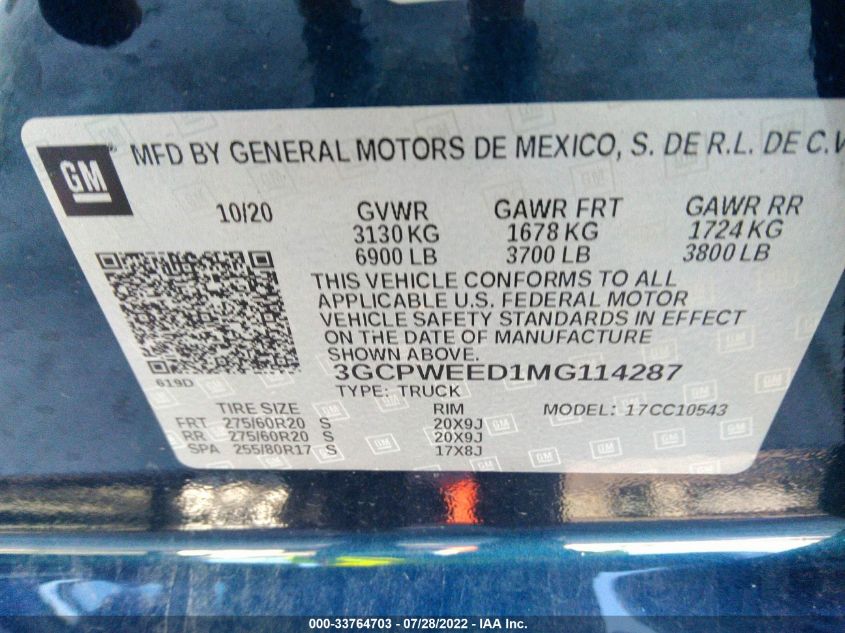 GM
MFD BY GENERAL MOTORS DE MEXICO, S. DE R.L. DE C.V
10/20 GVWR GAWR FRT GAWR RR
3130 KG 1678 KG 1724 KG
6900 LB 3700 LB 3800 LB
THIS VEHICLE CONFORMS TO ALL
APPLICABLE U.S. FEDERAL MOTOR
VEHICLE SAFETY STANDARDS IN EFFECT
ON THE DATE OF MANUFACTURE
SHOWN ABOVE.
3GCPWEED1MG114287
619D
TYPE: TRUCK
TIRE SIZE RIM MODEL: 17CC10543
FRT 275/60R20 S 20X9J
RR 275/60R20 S 20X9J
SPA 255/80R17 S 17X8J
000-33764703 - 07/28/2022 - IAA Inc.